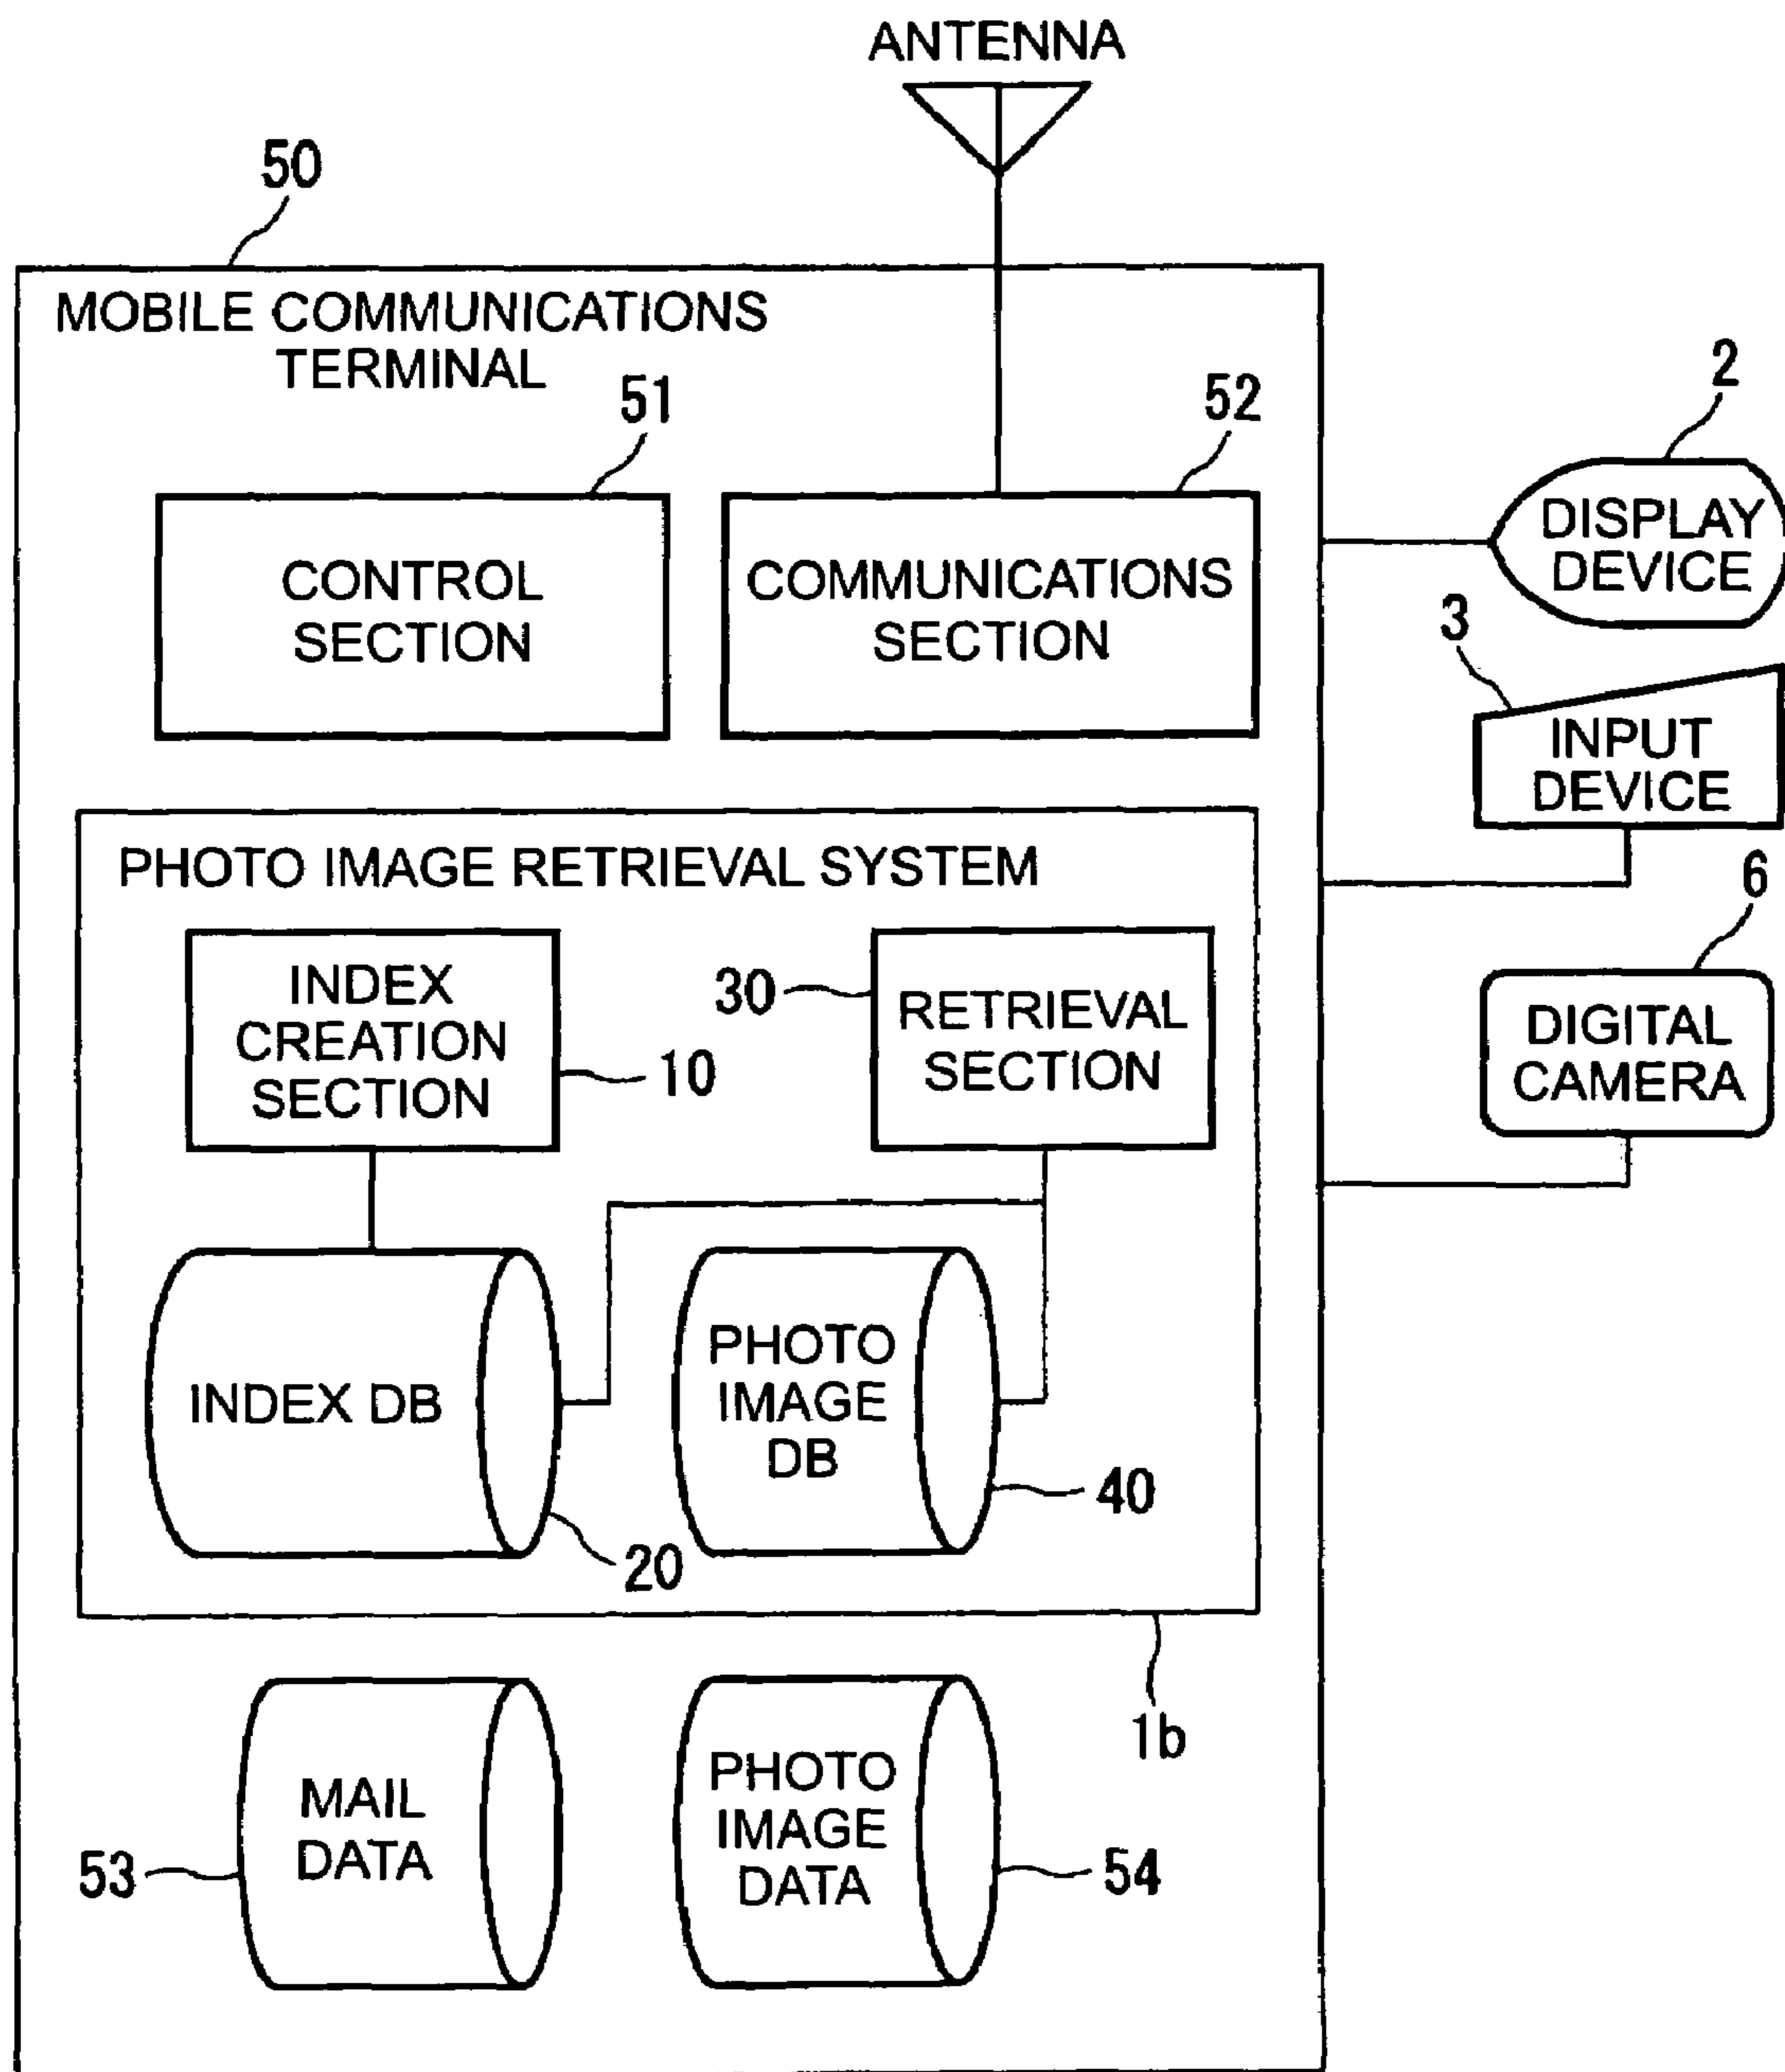 ANTENNA
50
MOBILE COMMUNICATIONS
TERMINAL
51
52
2
CONTROL
SECTION
COMMUNICATIONS
SECTION
DISPLAY
DEVICE
3
INPUT
DEVICE
PHOTO IMAGE RETRIEVAL SYSTEM
6
INDEX
CREATION
SECTION
10
30
RETRIEVAL
SECTION
DIGITAL
CAMERA
INDEX DB
20
PHOTO
IMAGE
DB
40
1b
MAIL
DATA
53
PHOTO
IMAGE
DATA
54